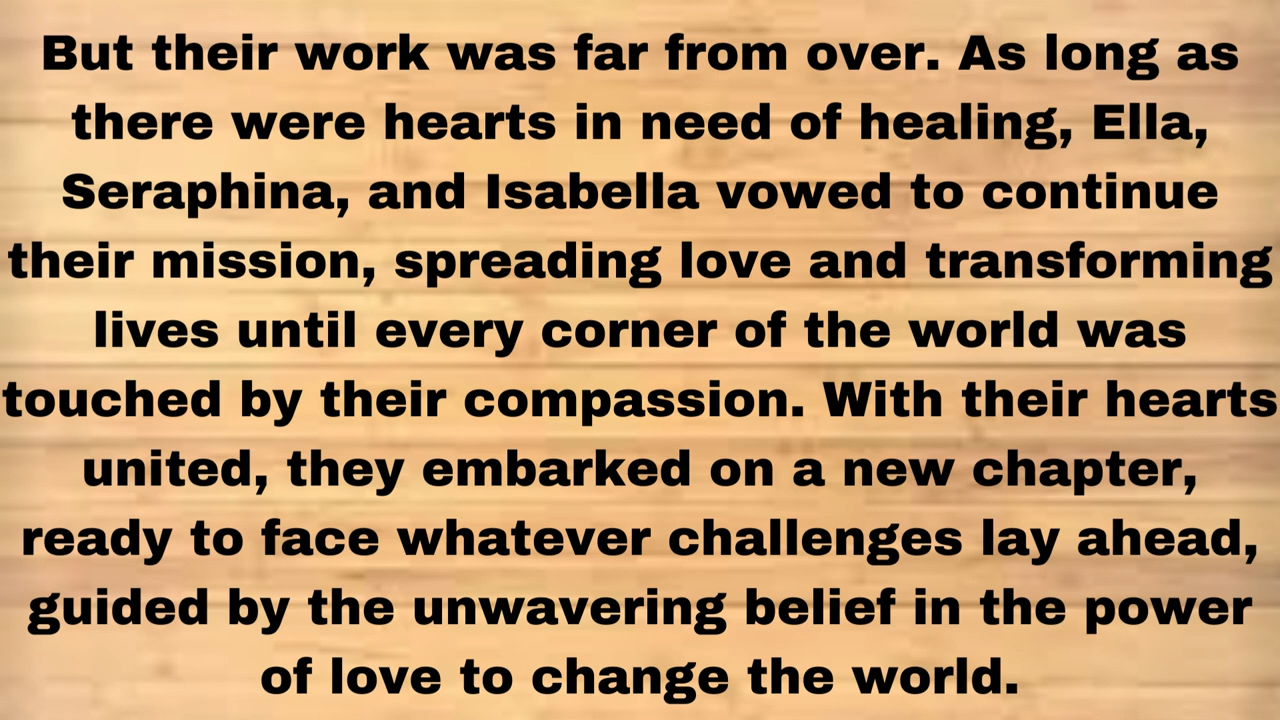 But their work was far from over. As long as
there were hearts in need of healing, Ella,
Seraphina, and Isabella vowed to continue
their mission, spreading love and transforming
lives until every corner of the world was
touched by their compassion. With their hearts
united, they embarked on a new chapter,
ready to face whatever challenges lay ahead,
guided by the unwavering belief in the power
of love to change the world.